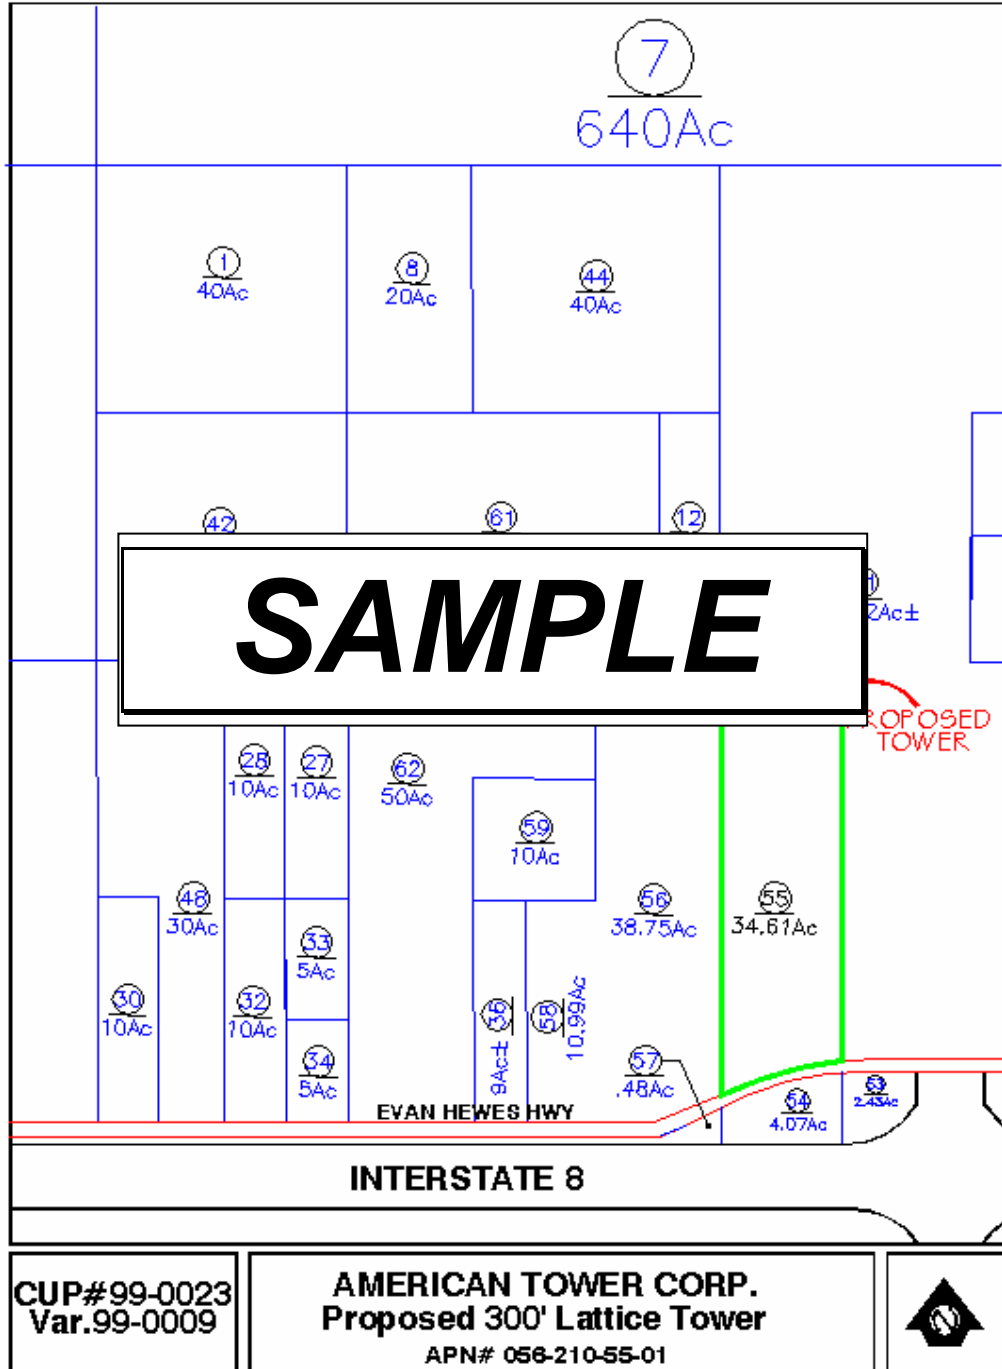 7
640Ac
1
40Ac
8
20Ac
44
40Ac
42
61
12
SAMPLE
2Ac±
ROPOSED
TOWER
28
10Ac
27
10Ac
62
50Ac
59
10Ac
48
30Ac
56
38.75Ac
55
34.61Ac
33
5Ac
30
10Ac
32
10Ac
36
9Ac±
58
10.99Ac
34
5Ac
57
.48Ac
53
2.43Ac
54
4.07Ac
EVAN HEWES HWY
INTERSTATE 8
CUP#99-0023
Var.99-0009
AMERICAN TOWER CORP.
Proposed 300' Lattice Tower
APN# 056-210-55-01
N